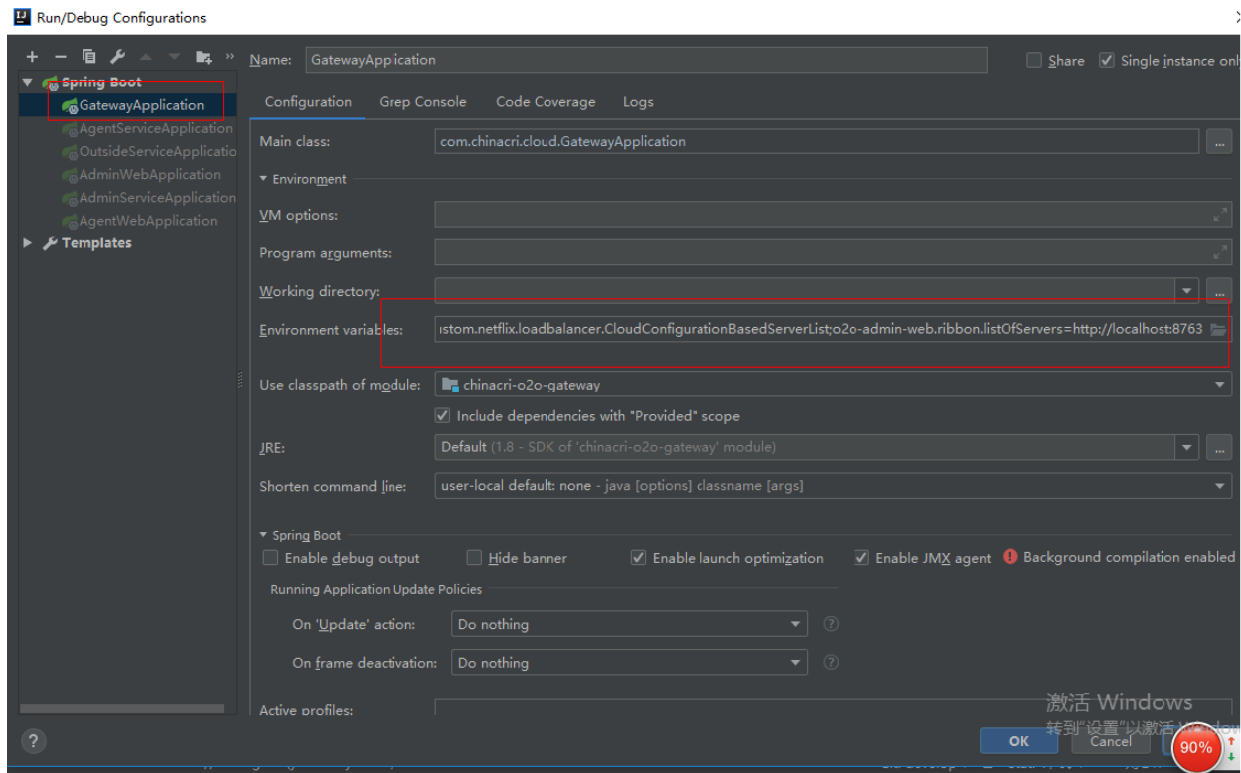 Run/Debug Configurations
Name: GatewayAppication
Share
Single instance onl
Spring Boot
GatewayApplication
AgentServiceApplication
OutsideServiceApplicatio
AdminWebApplication
AdminServiceApplication
AgentWebApplication
Templates
Configuration Grep Console Code Coverage Logs
Main class: com.chinacri.cloud.GatewayApplication
Environment
VM options:
Program arguments:
Working directory:
Environment variables: ıstom.netflix.loadbalancer.CloudConfigurationBasedServerList;o2o-admin-web.ribbon.listOfServers=http://localhost:8763
Use classpath of module: chinacri-o2o-gateway
Include dependencies with "Provided" scope
JRE: Default (1.8 - SDK of 'chinacri-o2o-gateway' module)
Shorten command line: user-local default: none - java [options] classname [args]
Spring Boot
Enable debug output Hide banner Enable launch optimization Enable JMX agent Background compilation enabled
Running Application Update Policies
On 'Update' action: Do nothing
On frame deactivation: Do nothing
Active profiles:
激活 Windows
转到"设置"以激活
OK Cancel
90%